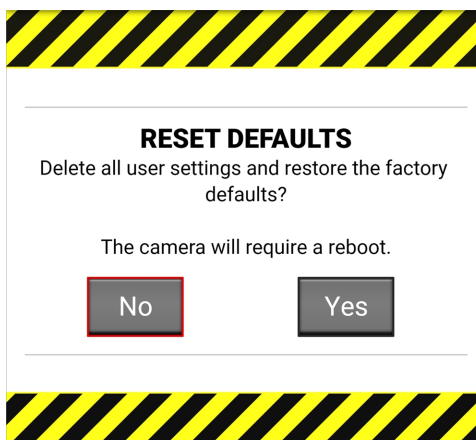 RESET DEFAULTS
Delete all user settings and restore the factory
defaults?
The camera will require a reboot.
No
Yes